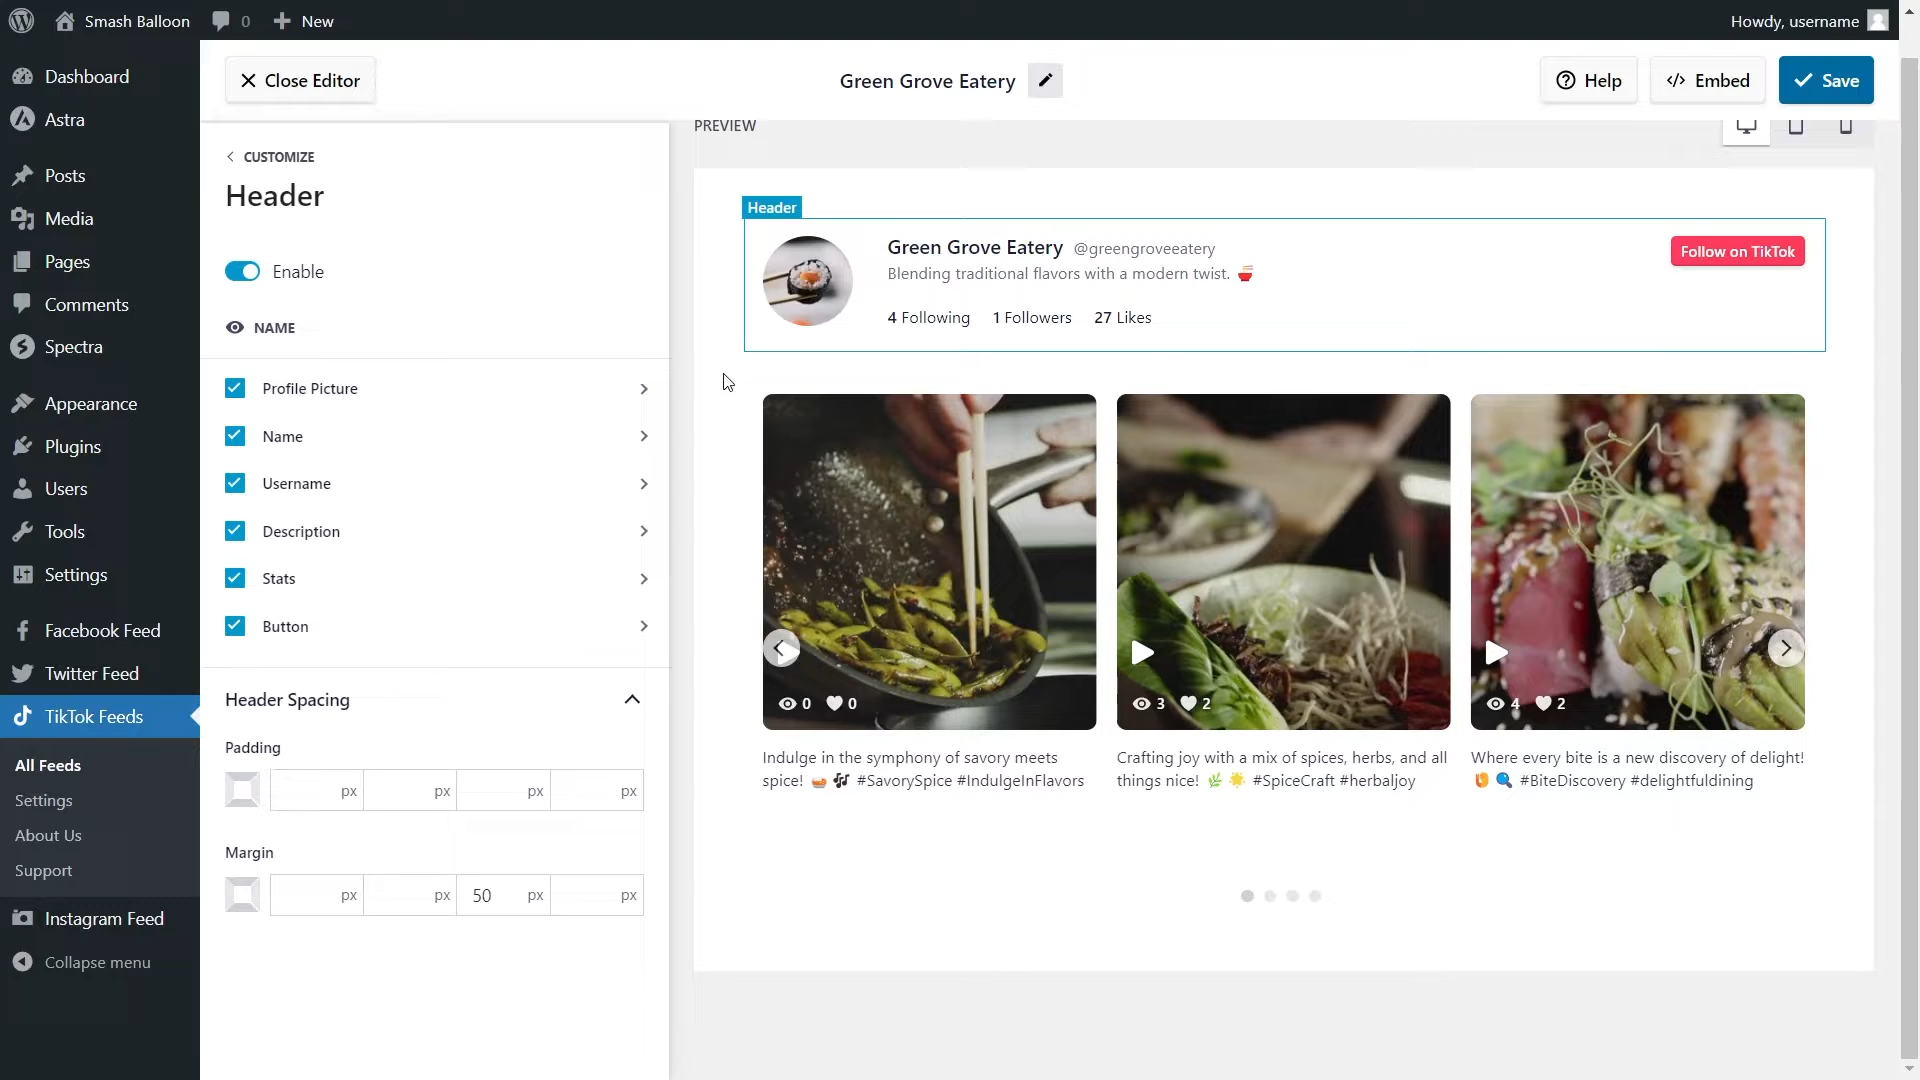 Smash Balloon
0
New
Howdy, username
Dashboard
Astra
Posts
Media
Pages
Comments
Spectra
Appearance
Plugins
Users
Tools
Settings
Facebook Feed
Twitter Feed
TikTok Feeds
All Feeds
Settings
About Us
Support
Instagram Feed
Collapse menu
Close Editor
Green Grove Eatery
Help
Embed
Save
CUSTOMIZE
Header
Enable
NAME
Profile Picture
Name
Username
Description
Stats
Button
Header Spacing
Padding
px px px px
Margin
px px 50 px px
PREVIEW
Header
Green Grove Eatery @greengroveeatery
Blending traditional flavors with a modern twist. 🍜
4 Following 1 Followers 27 Likes
Follow on TikTok
0 0
3 2
4 2
Indulge in the symphony of savory meets
spice! 🥘 🎶 #SavorySpice #IndulgeInFlavors
Crafting joy with a mix of spices, herbs, and all
things nice! 🌿 🌟 #SpiceCraft #herbaljoy
Where every bite is a new discovery of delight!
🔍 #BiteDiscovery #delightfuldining